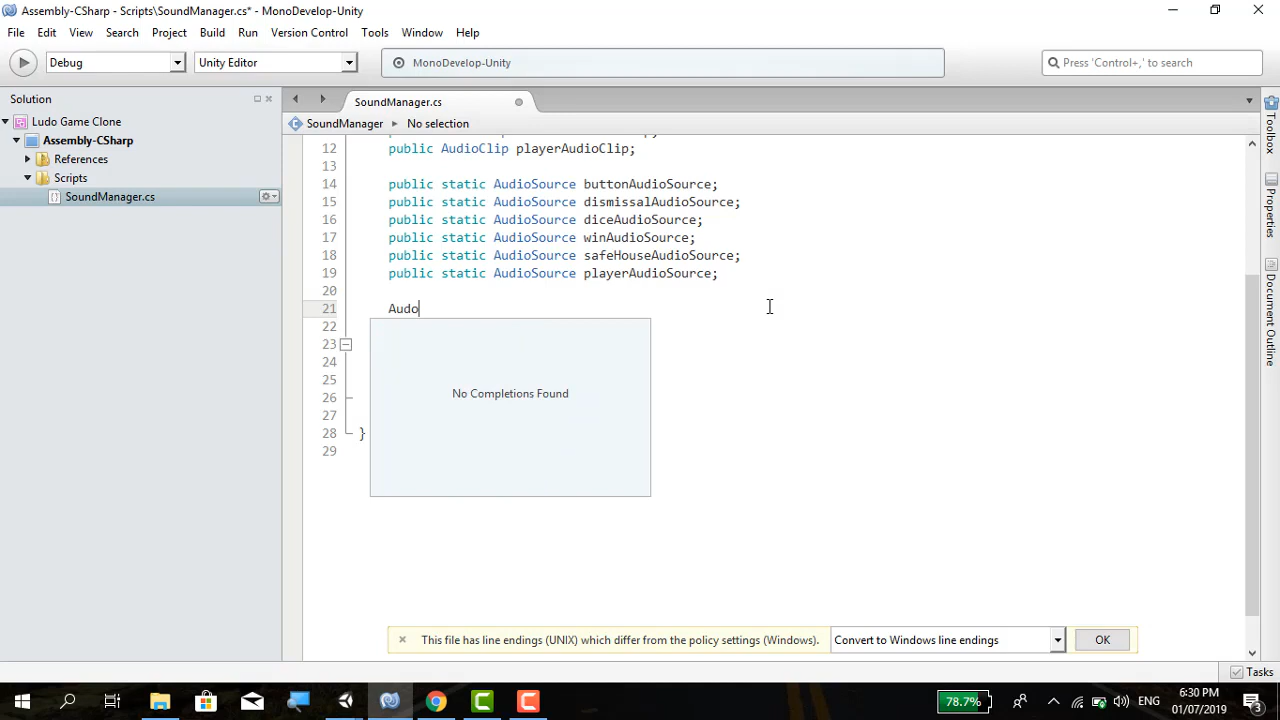 Assembly-CSharp - Scripts\SoundManager.cs* - MonoDevelop-Unity
File Edit View Search Project Build Run Version Control Tools Window Help
Debug Unity Editor MonoDevelop-Unity Press 'Control+,' to search
Solution
SoundManager.cs
Ludo Game Clone
Assembly-CSharp
References
Scripts
SoundManager.cs
SoundManager No selection
12 public AudioClip playerAudioClip;
13
14 public static AudioSource buttonAudioSource;
15 public static AudioSource dismissalAudioSource;
16 public static AudioSource diceAudioSource;
17 public static AudioSource winAudioSource;
18 public static AudioSource safeHouseAudioSource;
19 public static AudioSource playerAudioSource;
20
21 Audo
22
23
24
25
26
27
28 }
29
No Completions Found
Toolbox
Properties
Document Outline
This file has line endings (UNIX) which differ from the policy settings (Windows). Convert to Windows line endings OK
Tasks
78.7% ENG 6:30 PM
01/07/2019
3